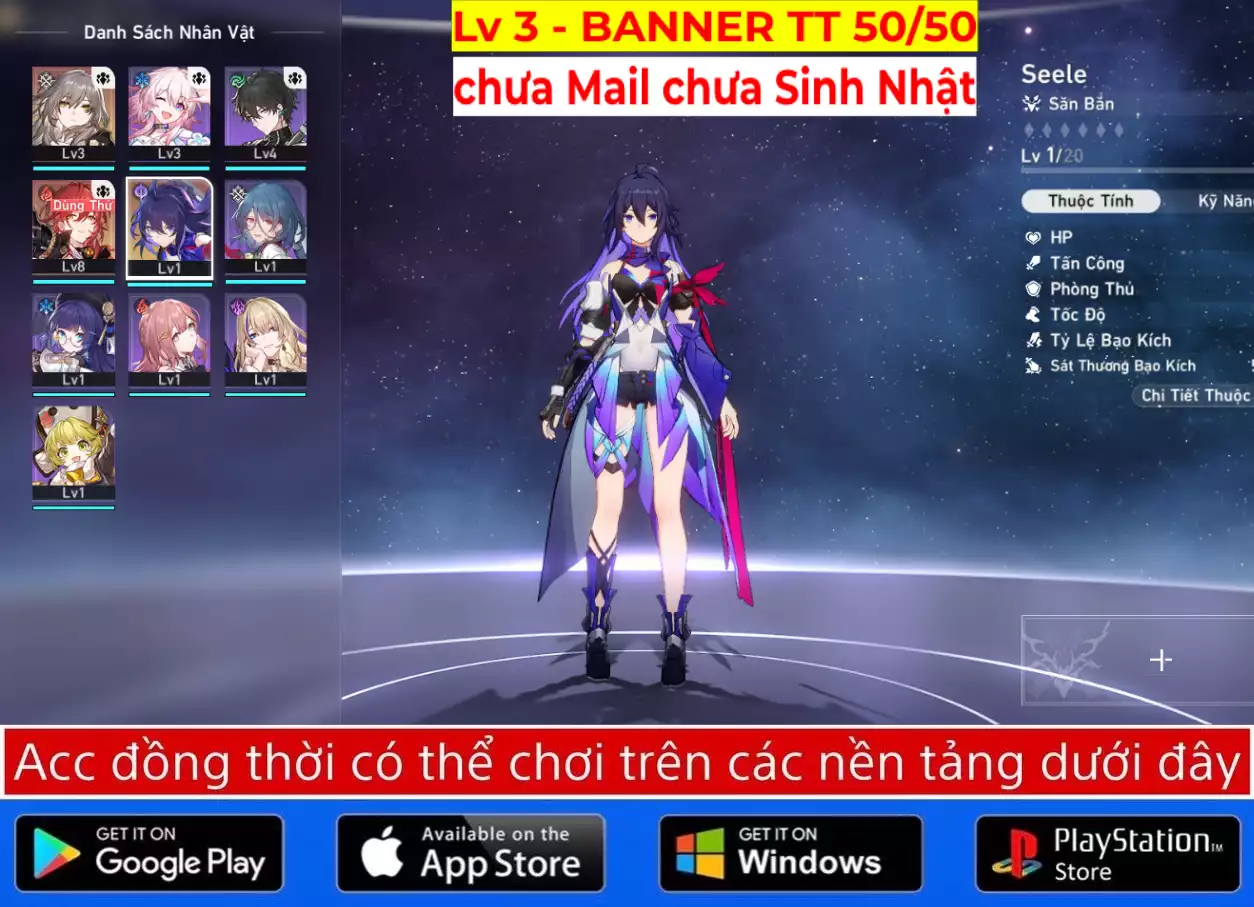 Danh Sách Nhân Vật
Lv 3 - BANNER TT 50/50
chưa Mail chưa Sinh Nhật
Lv3
Lv3
Lv4
Dùng Thử
Lv8
Lv1
Lv1
Lv1
Lv1
Lv1
Lv1
Seele
Săn Bắn
Lv 1/20
Thuộc Tính
Kỹ Năn
HP
Tấn Công
Phòng Thủ
Tốc Độ
Tỷ Lệ Bạo Kích
Sát Thương Bạo Kích
Chi Tiết Thuộc
Acc đồng thời có thể chơi trên các nền tảng dưới đây
GET IT ON
Google Play
Available on the
App Store
GET IT ON
Windows
PlayStation™
Store